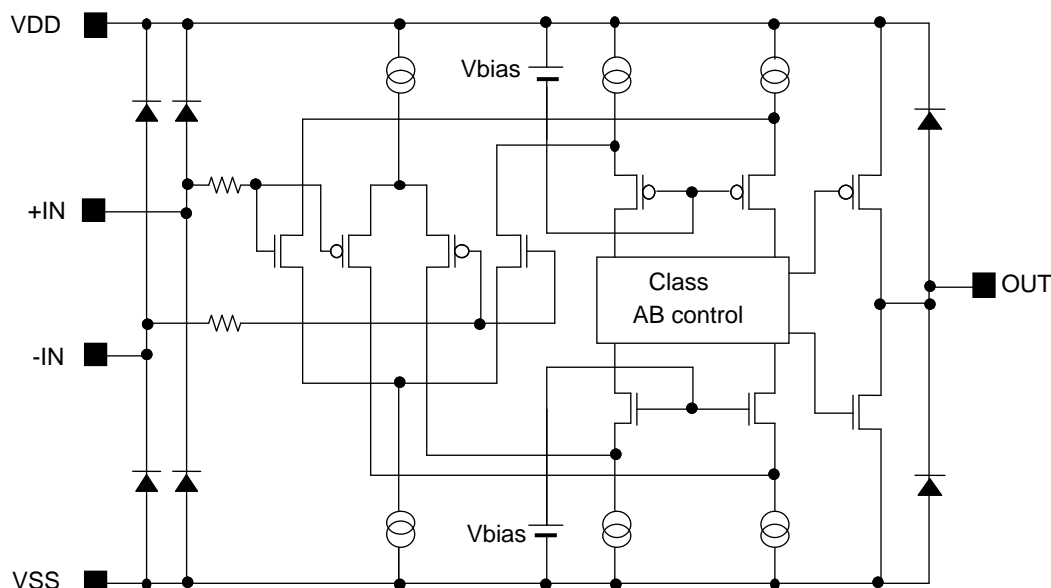 VDD
Vbias
+IN
Class
AB control
OUT
-IN
Vbias
VSS